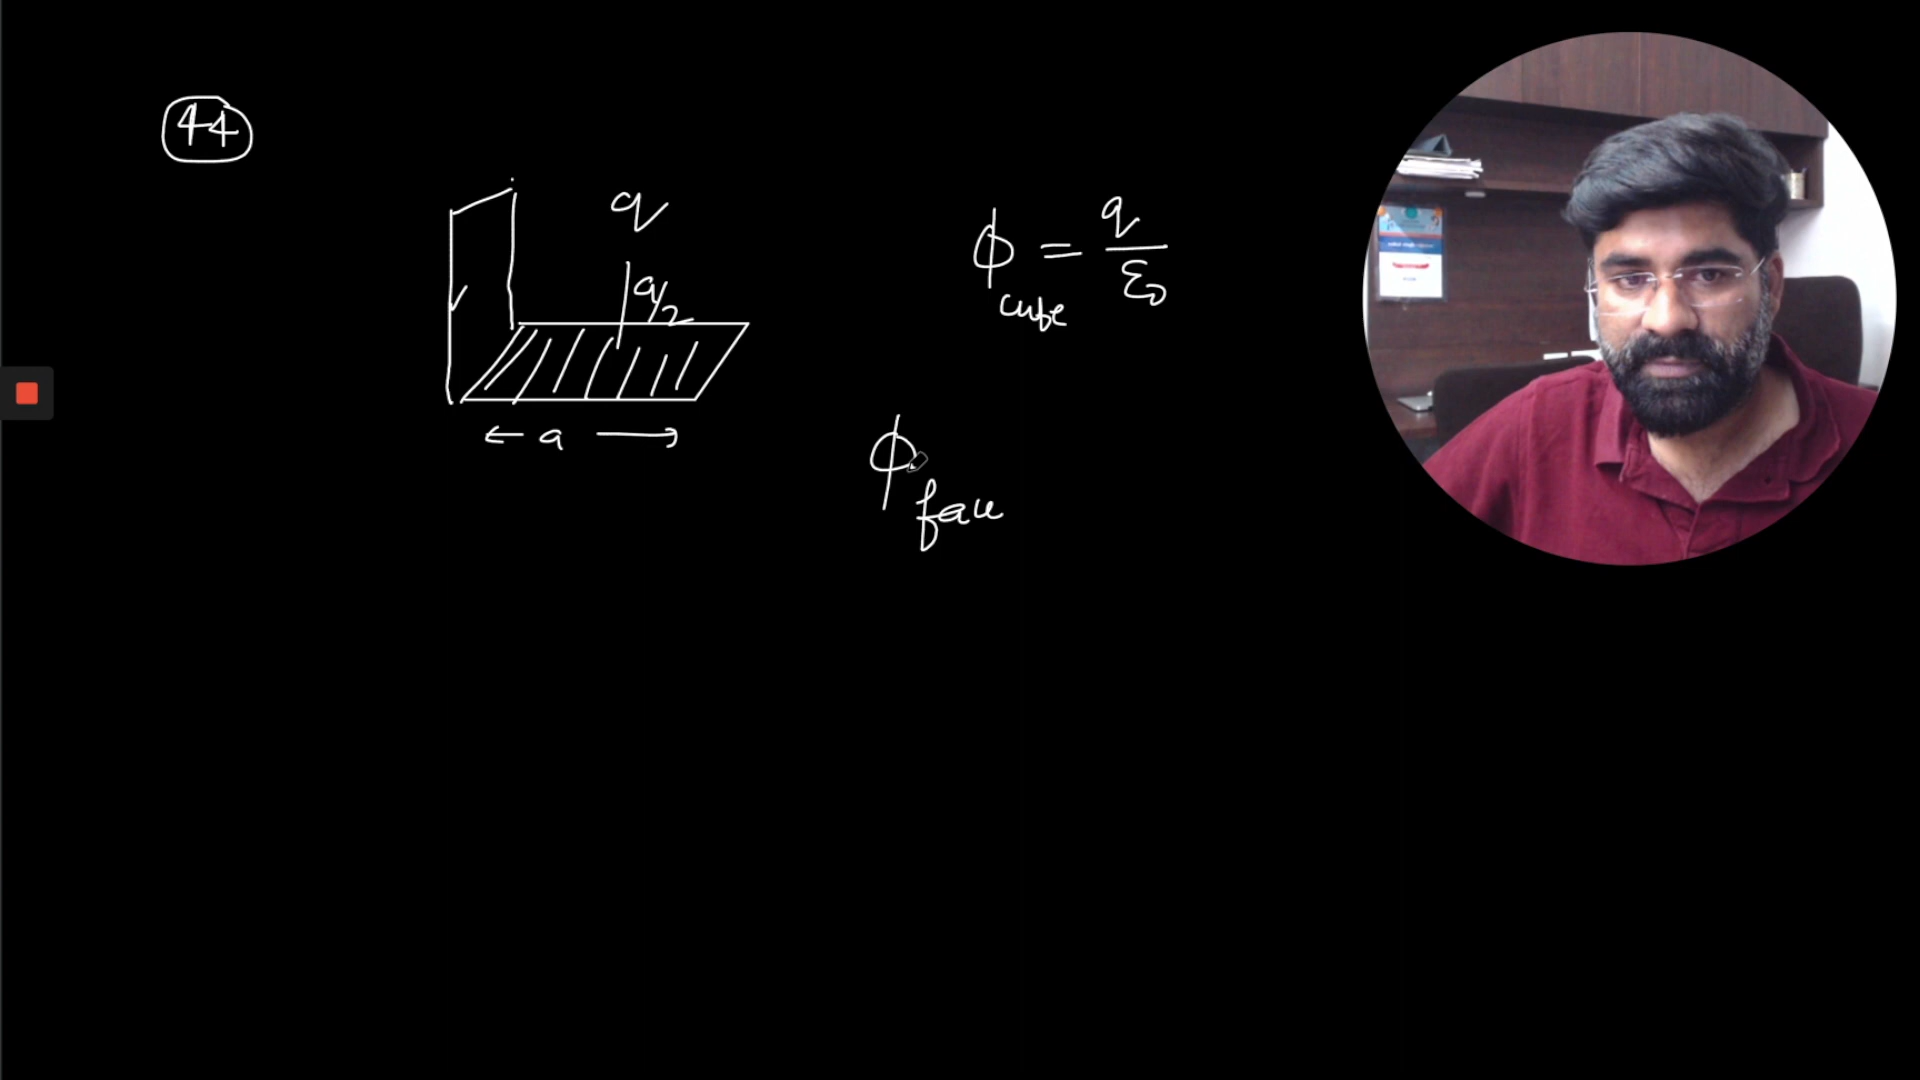 44
q
a/2
← a →
ϕcube = q/ε0
ϕface